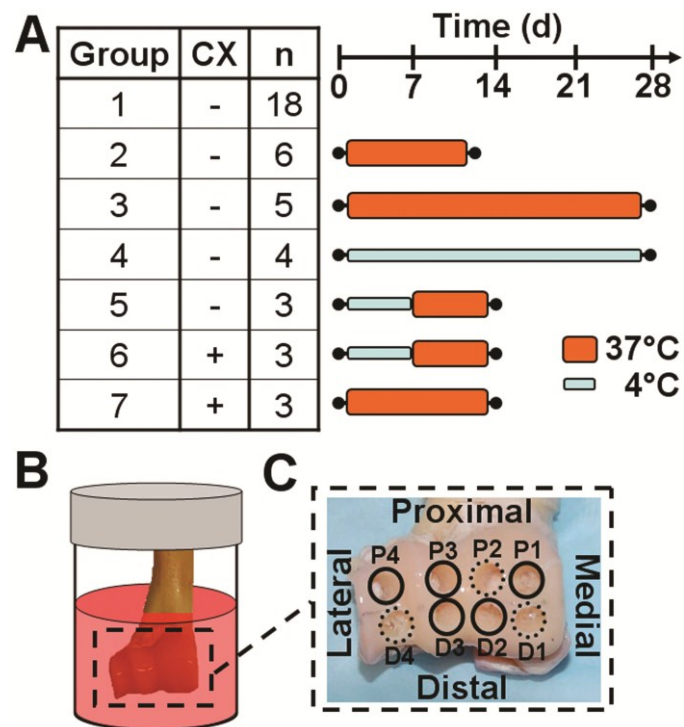 A
Time (d)
Group CX n
0 7 14 21 28
1 - 18
2 - 6
3 - 5
4 - 4
5 - 3
6 + 3
7 + 3
37°C
4°C
B
C
Proximal
P4 P3 P2 P1
Lateral
Medial
D4 D3 D2 D1
Distal